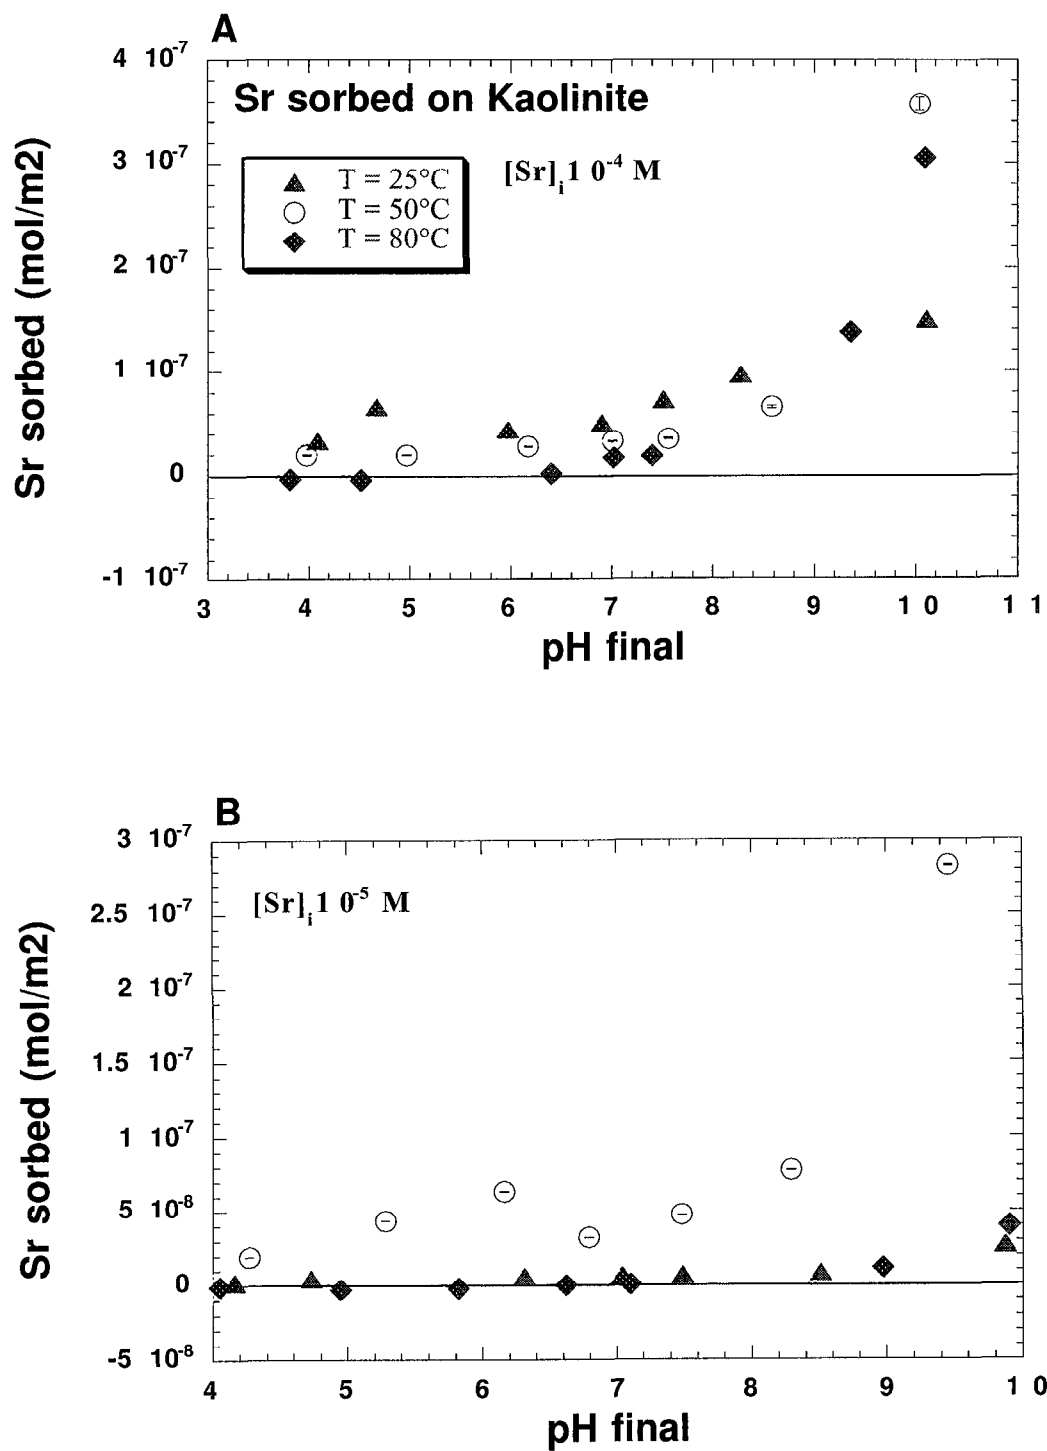 A
4 10-7
Sr sorbed on Kaolinite
[Sr]i1 0-4 M
T = 25°C
T = 50°C
T = 80°C
3 10-7
2 10-7
1 10-7
0
-1 10-7
Sr sorbed (mol/m2)
3 4 5 6 7 8 9 1 0 1 1
pH final
B
3 10-7
[Sr]i1 0-5 M
2.5 10-7
2 10-7
1.5 10-7
1 10-7
5 10-8
0
-5 10-8
Sr sorbed (mol/m2)
4 5 6 7 8 9 1 0
pH final